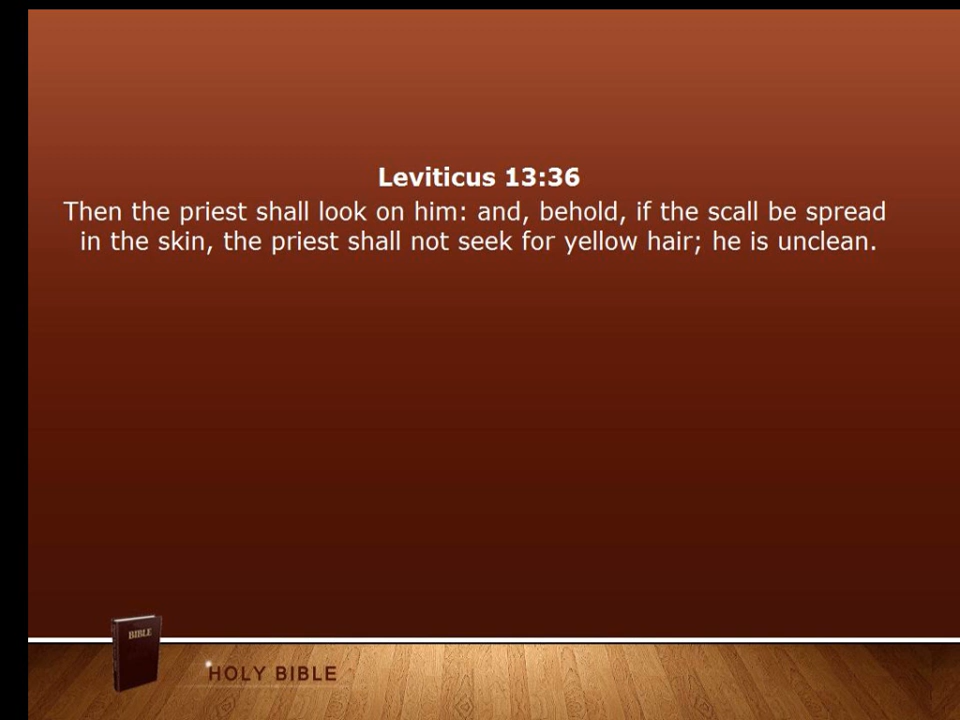 Leviticus 13:36
Then the priest shall look on him: and, behold, if the scall be spread
in the skin, the priest shall not seek for yellow hair; he is unclean.
BIBLE
HOLY BIBLE